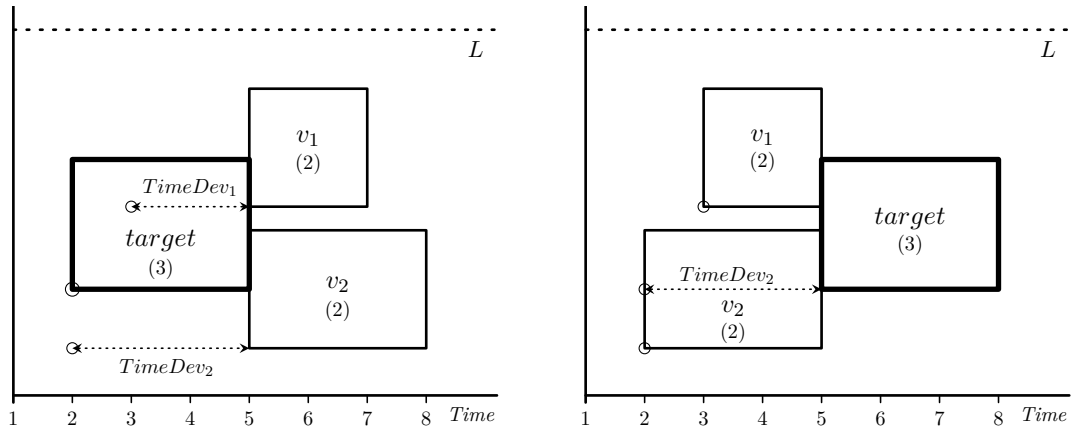 L
v1
(2)
TimeDev1
target
(3)
v2
(2)
TimeDev2
1 2 3 4 5 6 7 8 Time
L
v1
(2)
target
(3)
TimeDev2
v2
(2)
1 2 3 4 5 6 7 8 Time